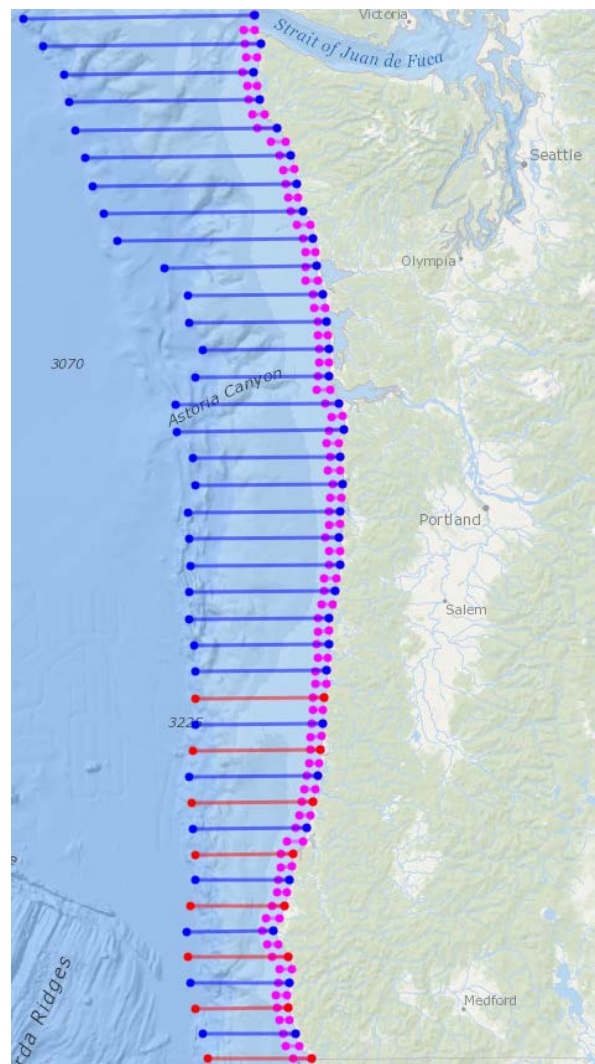 Victoria
Strait of Juan de Fuca
Seattle
Olympia
3070
Astoria Canyon
Portland
Salem
3225
rda Ridges
Medford